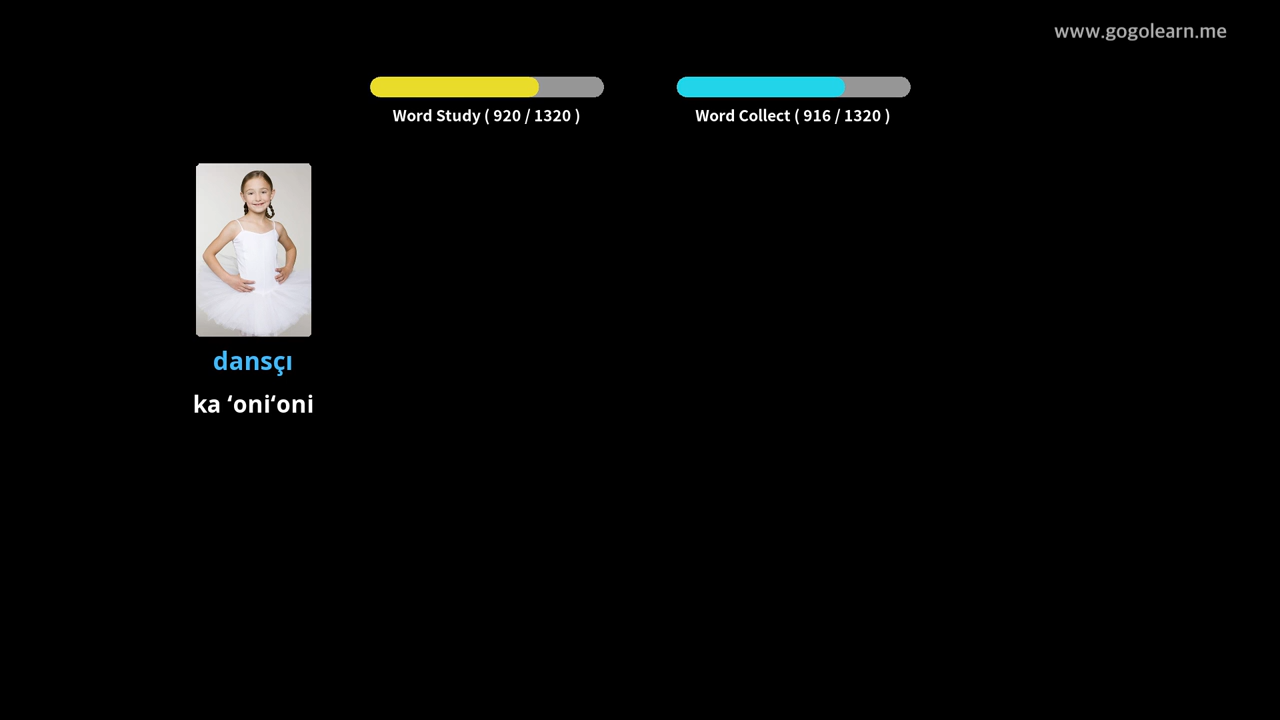 www.gogolearn.me
Word Study ( 920 / 1320 )
Word Collect ( 916 / 1320 )
dansçı
ka ʻoniʻoni